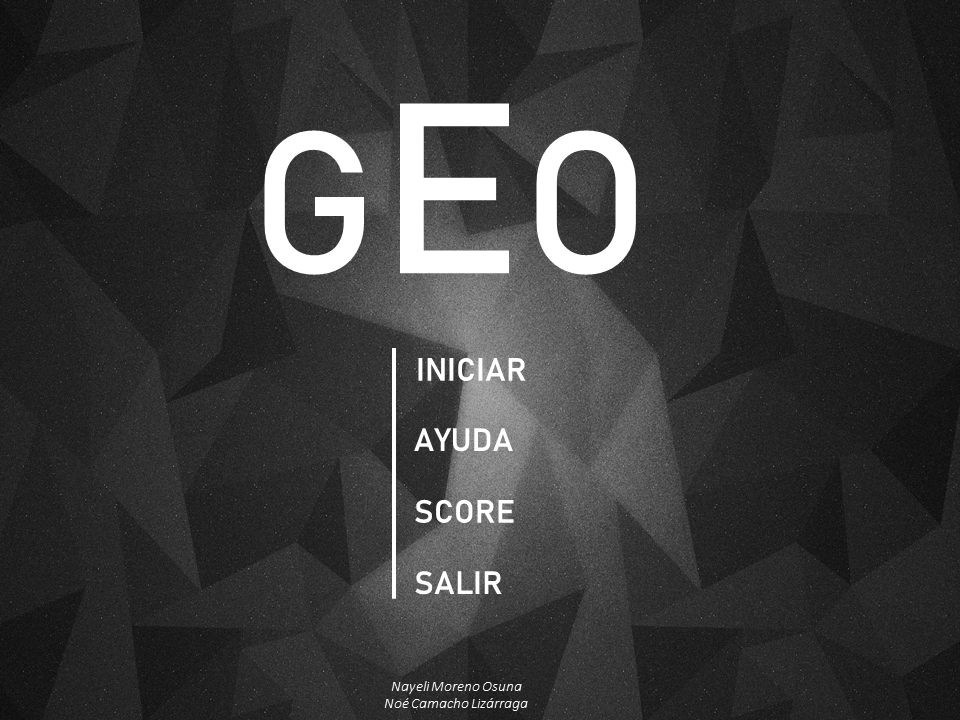 GEO
INICIAR
AYUDA
SCORE
SALIR
Nayeli Moreno Osuna
Noé Camacho Lizárraga